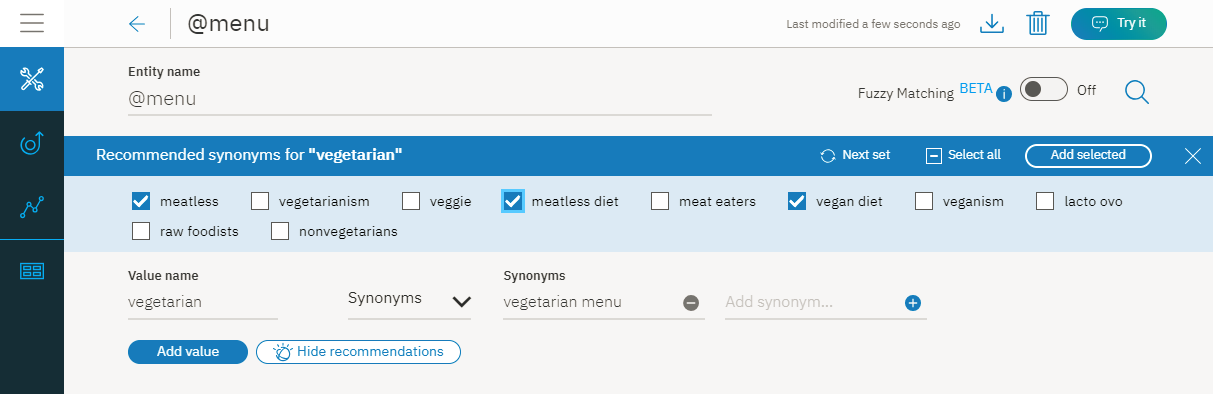 @menu Last modified a few seconds ago Try it
Entity name
@menu Fuzzy Matching BETA i Off
Recommended synonyms for "vegetarian" Next set Select all Add selected
meatless vegetarianism veggie meatless diet meat eaters vegan diet veganism lacto ovo
raw foodists nonvegetarians
Value name Synonyms
vegetarian Synonyms vegetarian menu Add synonym...
Add value Hide recommendations